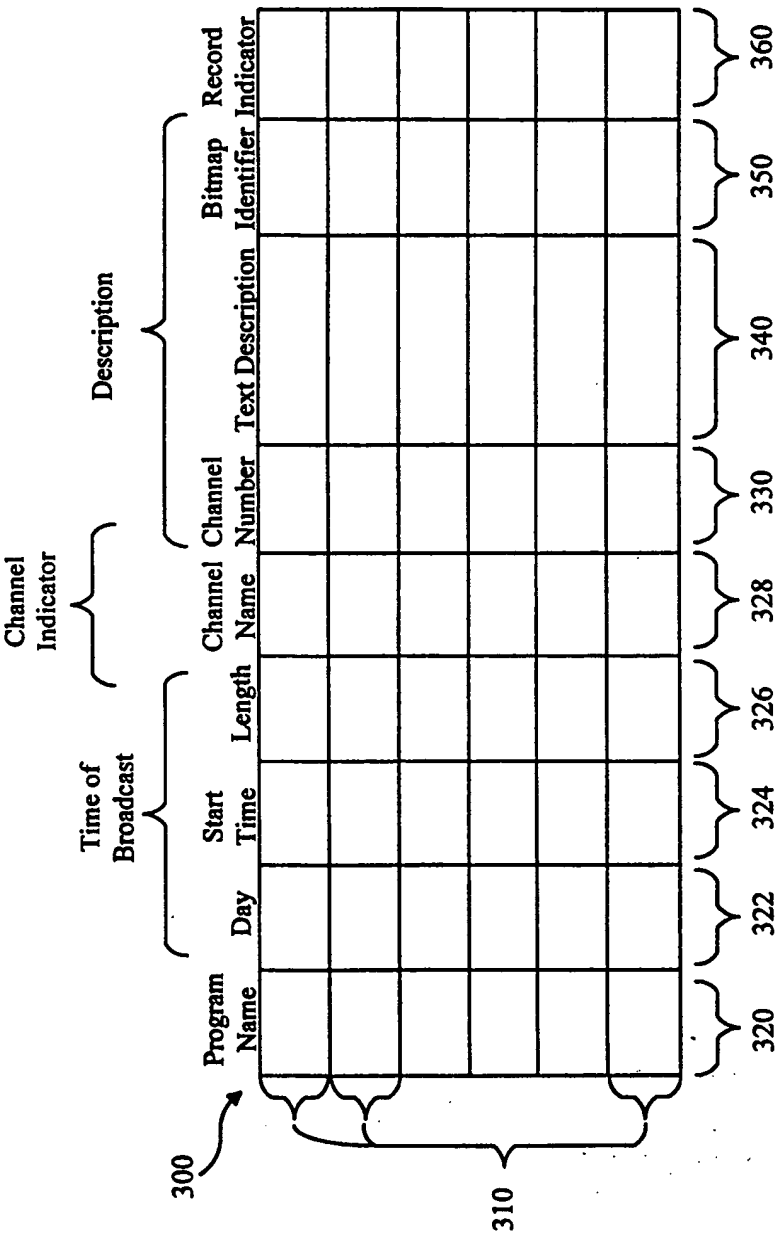 Channel
Indicator
Time of
Broadcast
Description
Program
Name
Day
Start
Time
Length
Channel
Name
Channel
Number
Text Description
Bitmap
Identifier
Record
Indicator
300
310
320
322
324
326
328
330
340
350
360